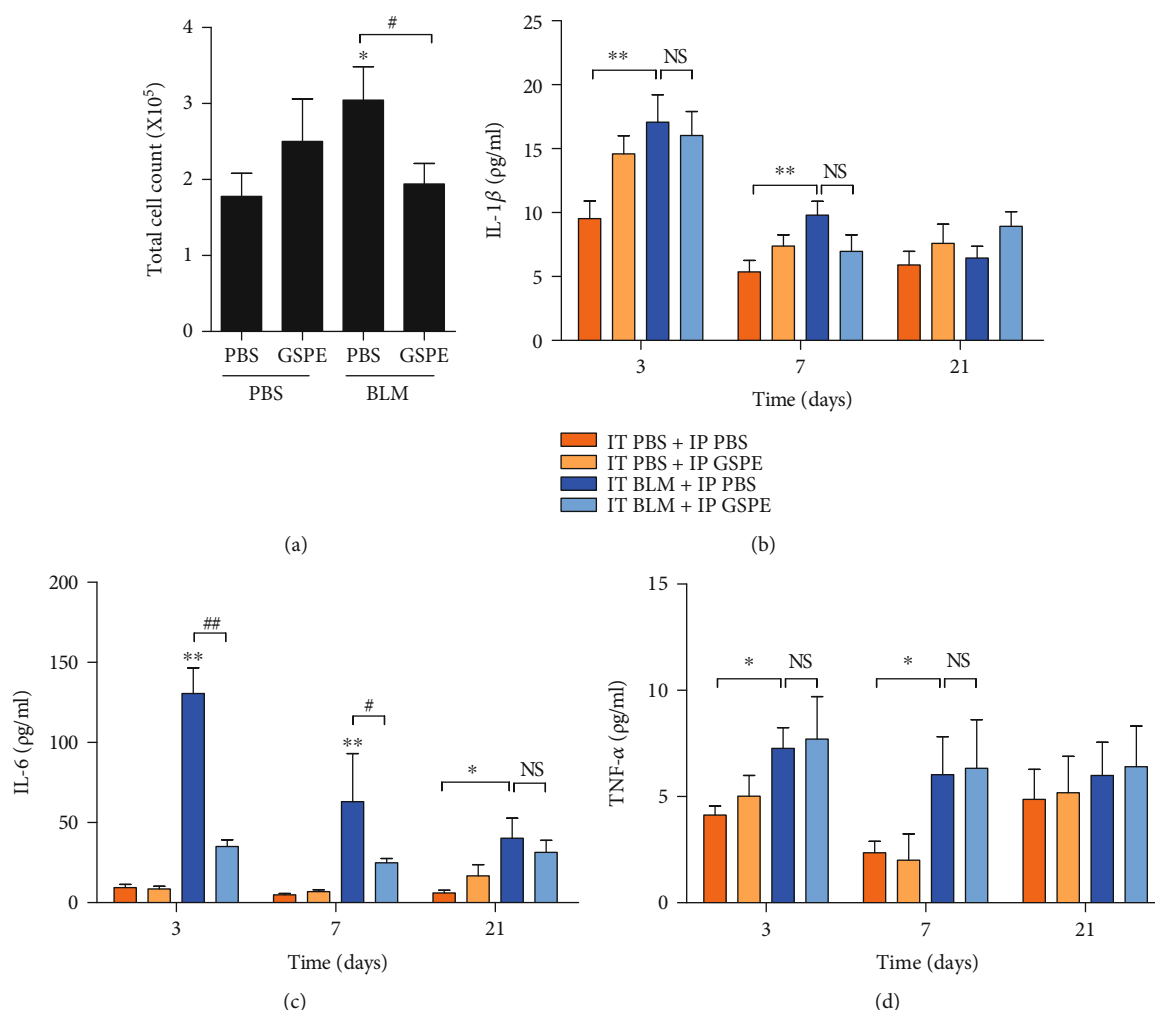 4
3
2
1
0
Total cell count (X10⁵)
*
#
PBS GSPE PBS GSPE
PBS BLM
(a)
25
20
15
10
5
0
IL-1β (ρg/ml)
** NS
** NS
3 7 21
Time (days)
IT PBS + IP PBS
IT PBS + IP GSPE
IT BLM + IP PBS
IT BLM + IP GSPE
(b)
200
150
100
50
0
IL-6 (ρg/ml)
##
**
#
**
* NS
3 7 21
Time (days)
(c)
15
10
5
0
TNF-α (ρg/ml)
* NS
* NS
3 7 21
Time (days)
(d)